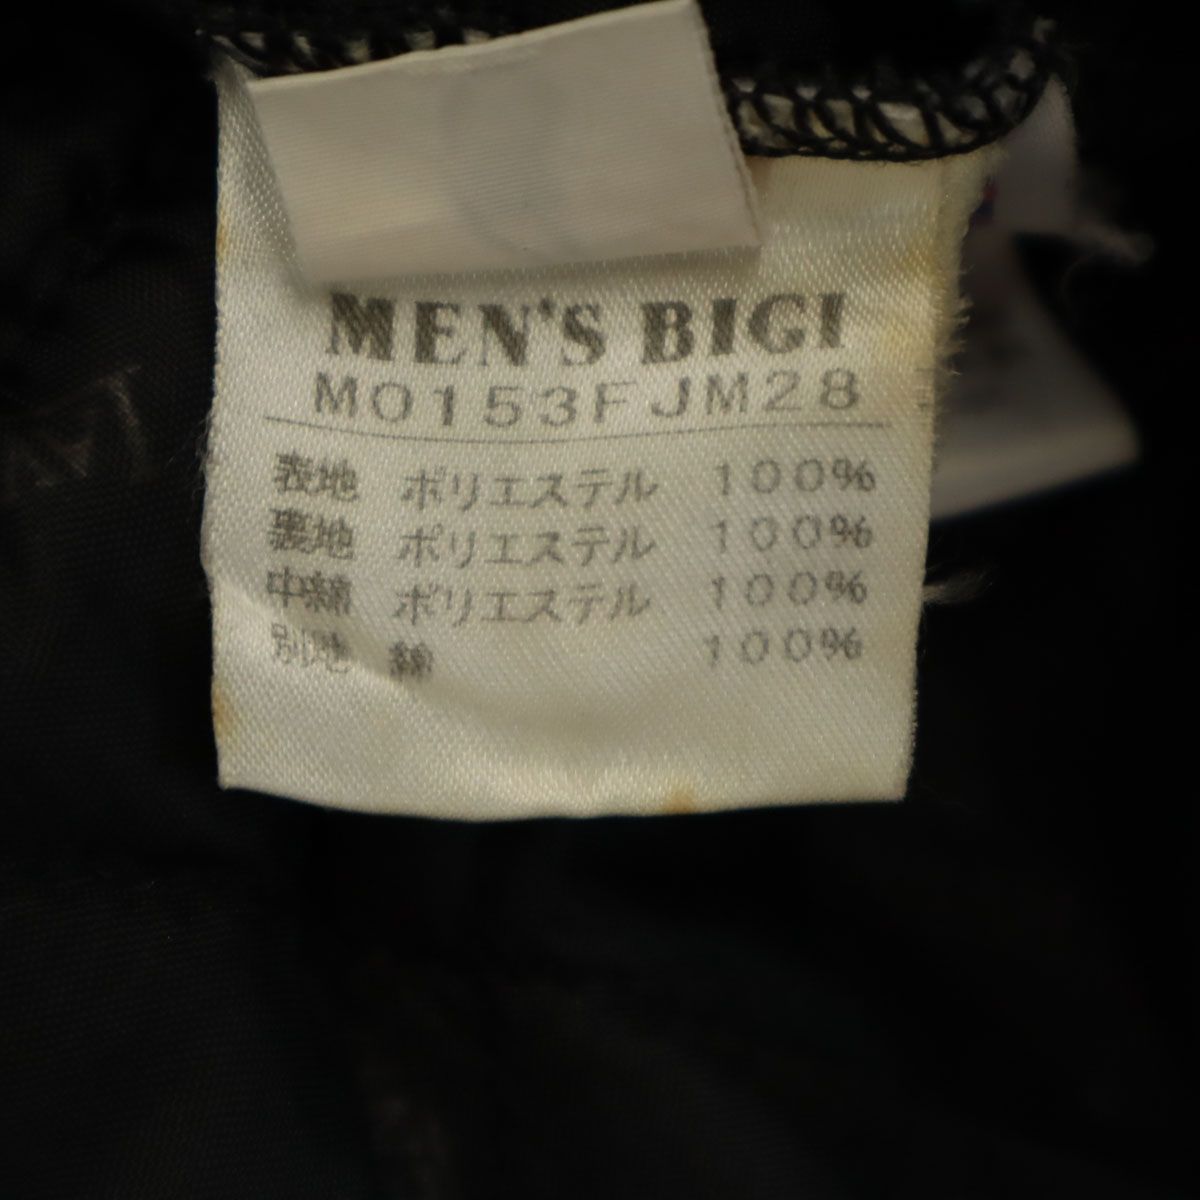 MEN'S BIGI
M0153FJM28
表地 ポリエステル 100%
裏地 ポリエステル 100%
中綿 ポリエステル 100%
別地 綿 100%